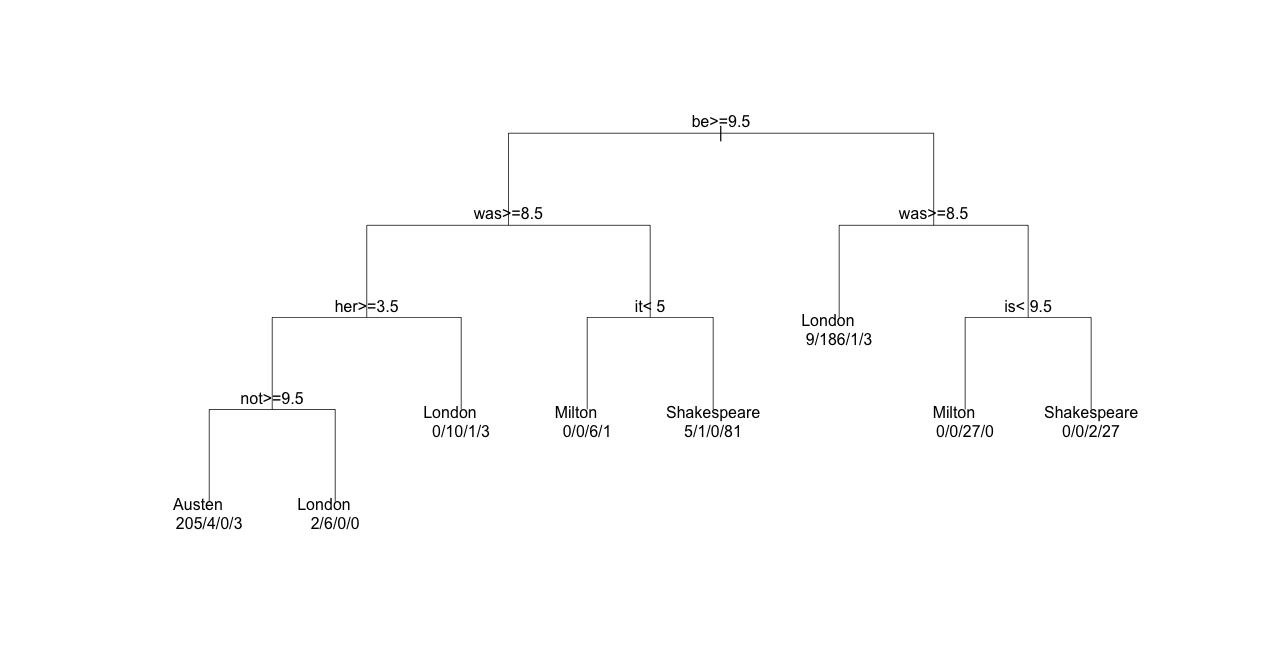 be>=9.5
was>=8.5
was>=8.5
her>=3.5
it< 5
is< 9.5
London
9/186/1/3
not>=9.5
London
0/10/1/3
Milton
0/0/6/1
Shakespeare
5/1/0/81
Milton
0/0/27/0
Shakespeare
0/0/2/27
Austen
205/4/0/3
London
2/6/0/0